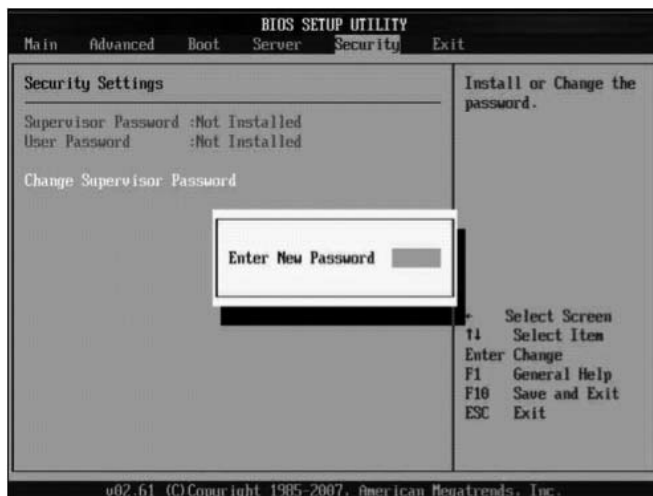 BIOS SETUP UTILITY
Main Advanced Boot Server Security Exit
Security Settings
Supervisor Password :Not Installed
User Password :Not Installed
Change Supervisor Password
Enter New Password
Install or Change the
password.
← Select Screen
↑↓ Select Item
Enter Change
F1 General Help
F10 Save and Exit
ESC Exit
v02.61 (C)Copyright 1985-2007, American Megatrends, Inc.